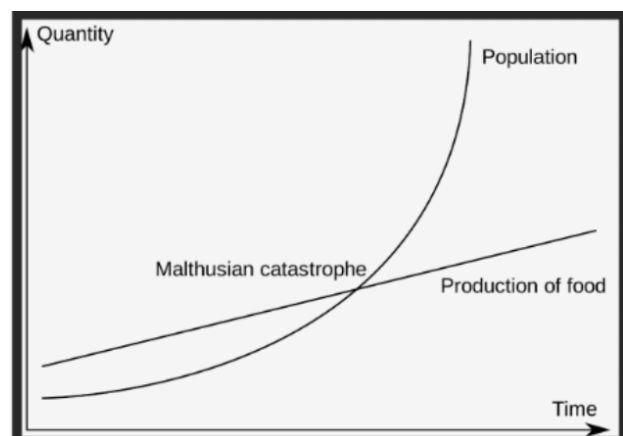 Quantity
Population
Malthusian catastrophe
Production of food
Time